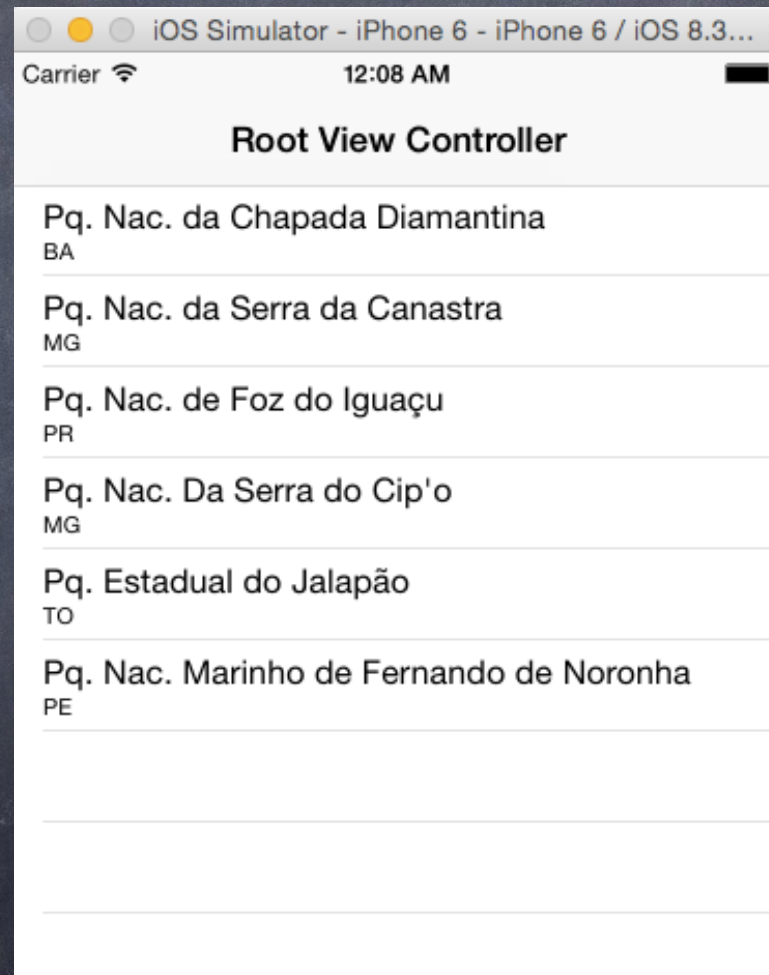 iOS Simulator - iPhone 6 - iPhone 6 / iOS 8.3...
Carrier 12:08 AM
Root View Controller
Pq. Nac. da Chapada Diamantina
BA
Pq. Nac. da Serra da Canastra
MG
Pq. Nac. de Foz do Iguaçu
PR
Pq. Nac. Da Serra do Cip'o
MG
Pq. Estadual do Jalapão
TO
Pq. Nac. Marinho de Fernando de Noronha
PE